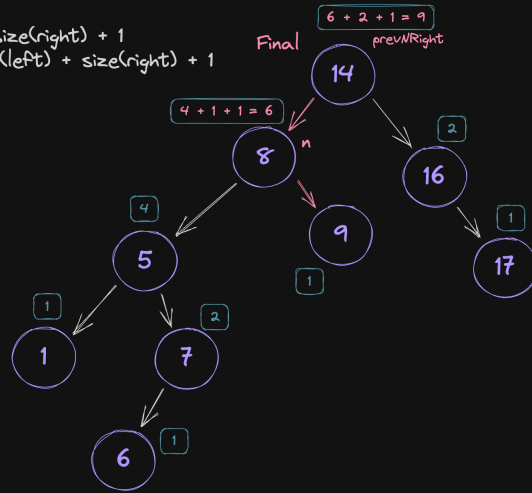 6 + 2 + 1 = 9
size(right) + 1
Final
prevNRight
(left) + size(right) + 1
14
4 + 1 + 1 = 6
2
n
8
16
4
1
9
5
17
1
1
2
1
7
1
6